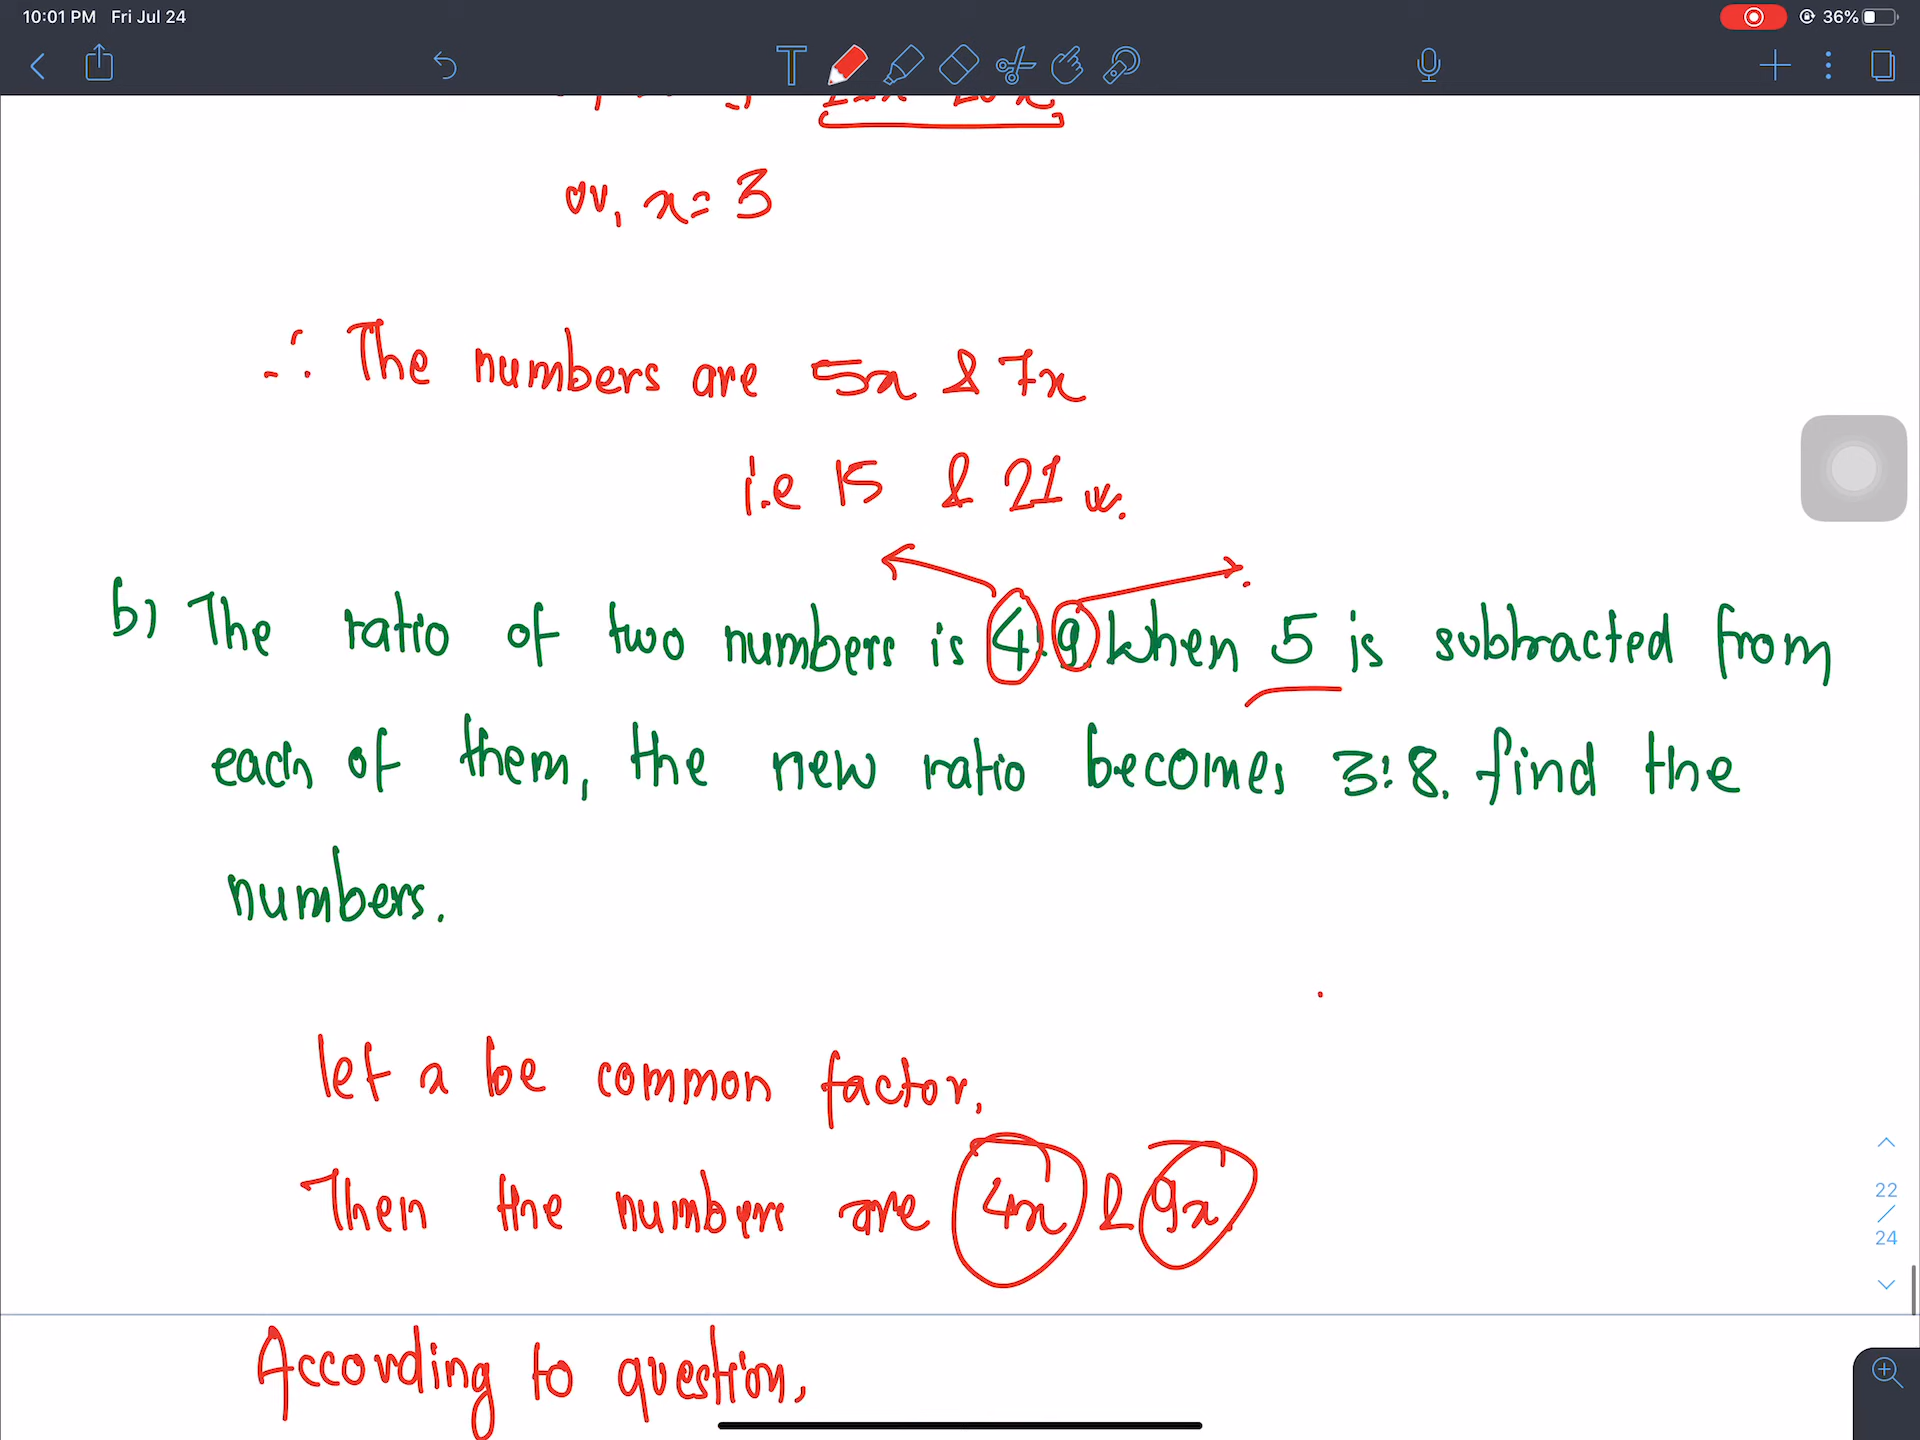 10:01 PM Fri Jul 24
36%
or, x = 3
∴ The numbers are 5x & 7x
i.e 15 & 21
b) The ratio of two numbers is 4:9 When 5 is subtracted from
each of them, the new ratio becomes 3:8. find the
numbers.
let x be common factor,
Then the numbers are 4x & 9x
22
/
24
According to question,